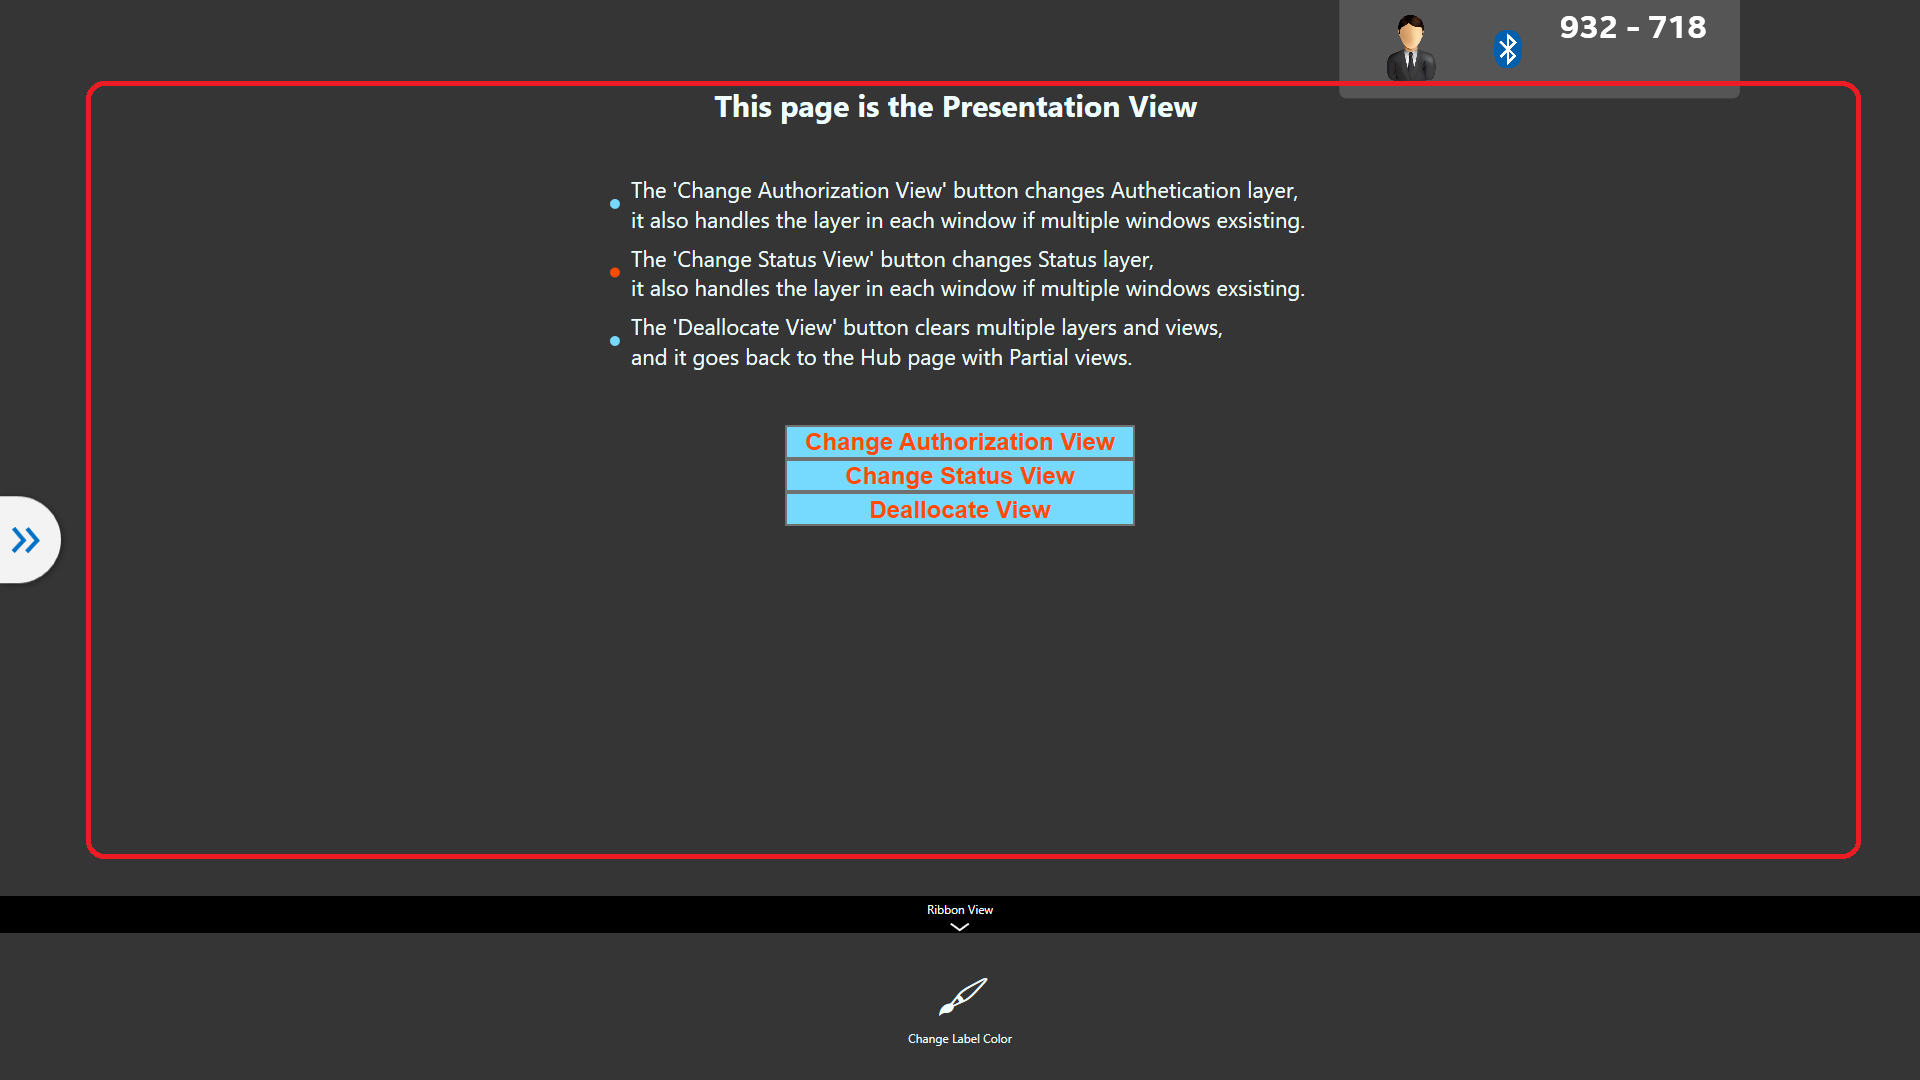 932 - 718
This page is the Presentation View
The 'Change Authorization View' button changes Authetication layer,
it also handles the layer in each window if multiple windows exsisting.
The 'Change Status View' button changes Status layer,
it also handles the layer in each window if multiple windows exsisting.
The 'Deallocate View' button clears multiple layers and views,
and it goes back to the Hub page with Partial views.
Change Authorization View
Change Status View
Deallocate View
Ribbon View
Change Label Color